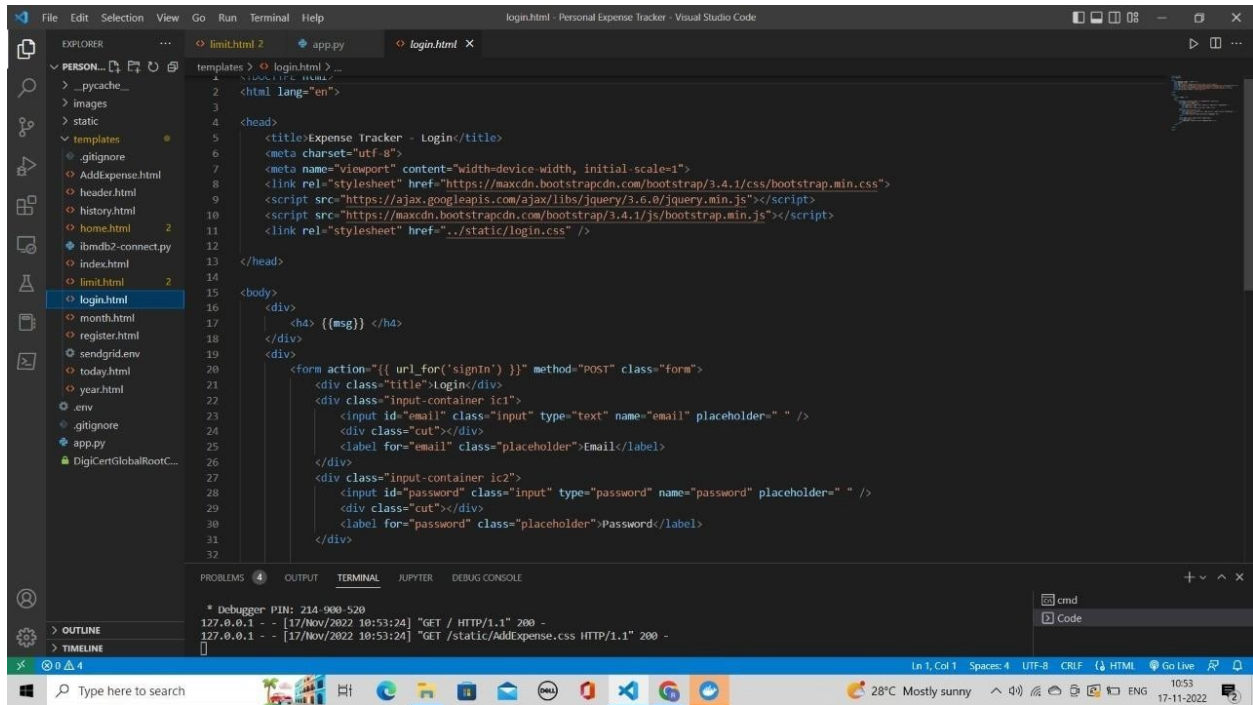 File Edit Selection View Go Run Terminal Help login.html - Personal Expense Tracker - Visual Studio Code
EXPLORER ...
limit.html 2 app.py login.html
PERSON...
__pycache__
images
static
templates
.gitignore
AddExpense.html
header.html
history.html
home.html 2
ibmdb2-connect.py
index.html
limit.html 2
login.html
month.html
register.html
sendgrid.env
today.html
year.html
.env
.gitignore
app.py
DigiCertGlobalRootC...
OUTLINE
TIMELINE
templates > login.html > ...
1 <!DOCTYPE html>
2 <html lang="en">
3
4 <head>
5 <title>Expense Tracker - Login</title>
6 <meta charset="utf-8">
7 <meta name="viewport" content="width=device-width, initial-scale=1">
8 <link rel="stylesheet" href="https://maxcdn.bootstrapcdn.com/bootstrap/3.4.1/css/bootstrap.min.css">
9 <script src="https://ajax.googleapis.com/ajax/libs/jquery/3.6.0/jquery.min.js"></script>
10 <script src="https://maxcdn.bootstrapcdn.com/bootstrap/3.4.1/js/bootstrap.min.js"></script>
11 <link rel="stylesheet" href="../static/login.css" />
12
13 </head>
14
15 <body>
16 <div>
17 <h4> {{msg}} </h4>
18 </div>
19 <div>
20 <form action="{{ url_for('signIn') }}" method="POST" class="form">
21 <div class="title">Login</div>
22 <div class="input-container ic1">
23 <input id="email" class="input" type="text" name="email" placeholder=" " />
24 <div class="cut"></div>
25 <label for="email" class="placeholder">Email</label>
26 </div>
27 <div class="input-container ic2">
28 <input id="password" class="input" type="password" name="password" placeholder=" " />
29 <div class="cut"></div>
30 <label for="password" class="placeholder">Password</label>
31 </div>
32
PROBLEMS 4 OUTPUT TERMINAL JUPYTER DEBUG CONSOLE
* Debugger PIN: 214-900-520
127.0.0.1 - - [17/Nov/2022 10:53:24] "GET / HTTP/1.1" 200 -
127.0.0.1 - - [17/Nov/2022 10:53:24] "GET /static/AddExpense.css HTTP/1.1" 200 -
cmd
Code
0 4 Ln 1, Col 1 Spaces: 4 UTF-8 CRLF HTML Go Live
Type here to search DELL 28°C Mostly sunny ENG 10:53
17-11-2022 2